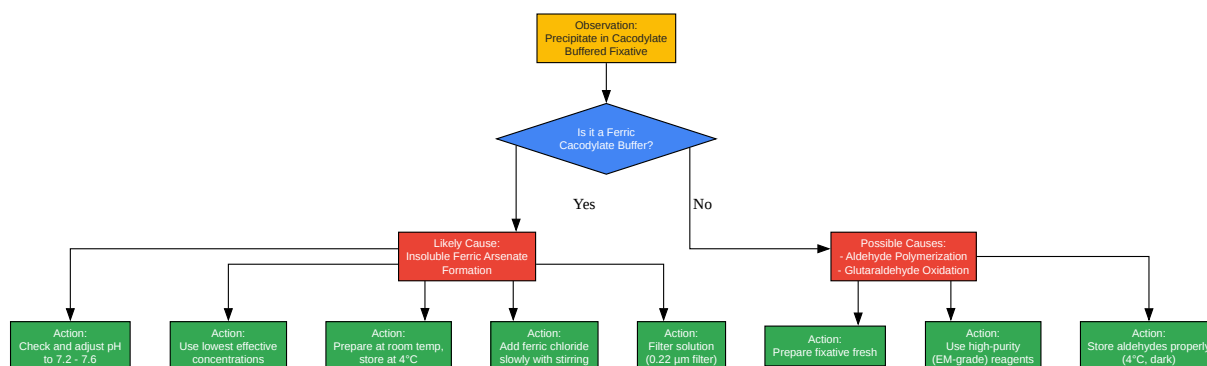 Observation:
Precipitate in Cacodylate
Buffered Fixative
Is it a Ferric
Cacodylate Buffer?
Yes
No
Likely Cause:
Insoluble Ferric Arsenate
Formation
Possible Causes:
- Aldehyde Polymerization
- Glutaraldehyde Oxidation
Action:
Check and adjust pH
to 7.2 - 7.6
Action:
Use lowest effective
concentrations
Action:
Prepare at room temp,
store at 4°C
Action:
Add ferric chloride
slowly with stirring
Action:
Filter solution
(0.22 µm filter)
Action:
Prepare fixative fresh
Action:
Use high-purity
(EM-grade) reagents
Action:
Store aldehydes properly
(4°C, dark)